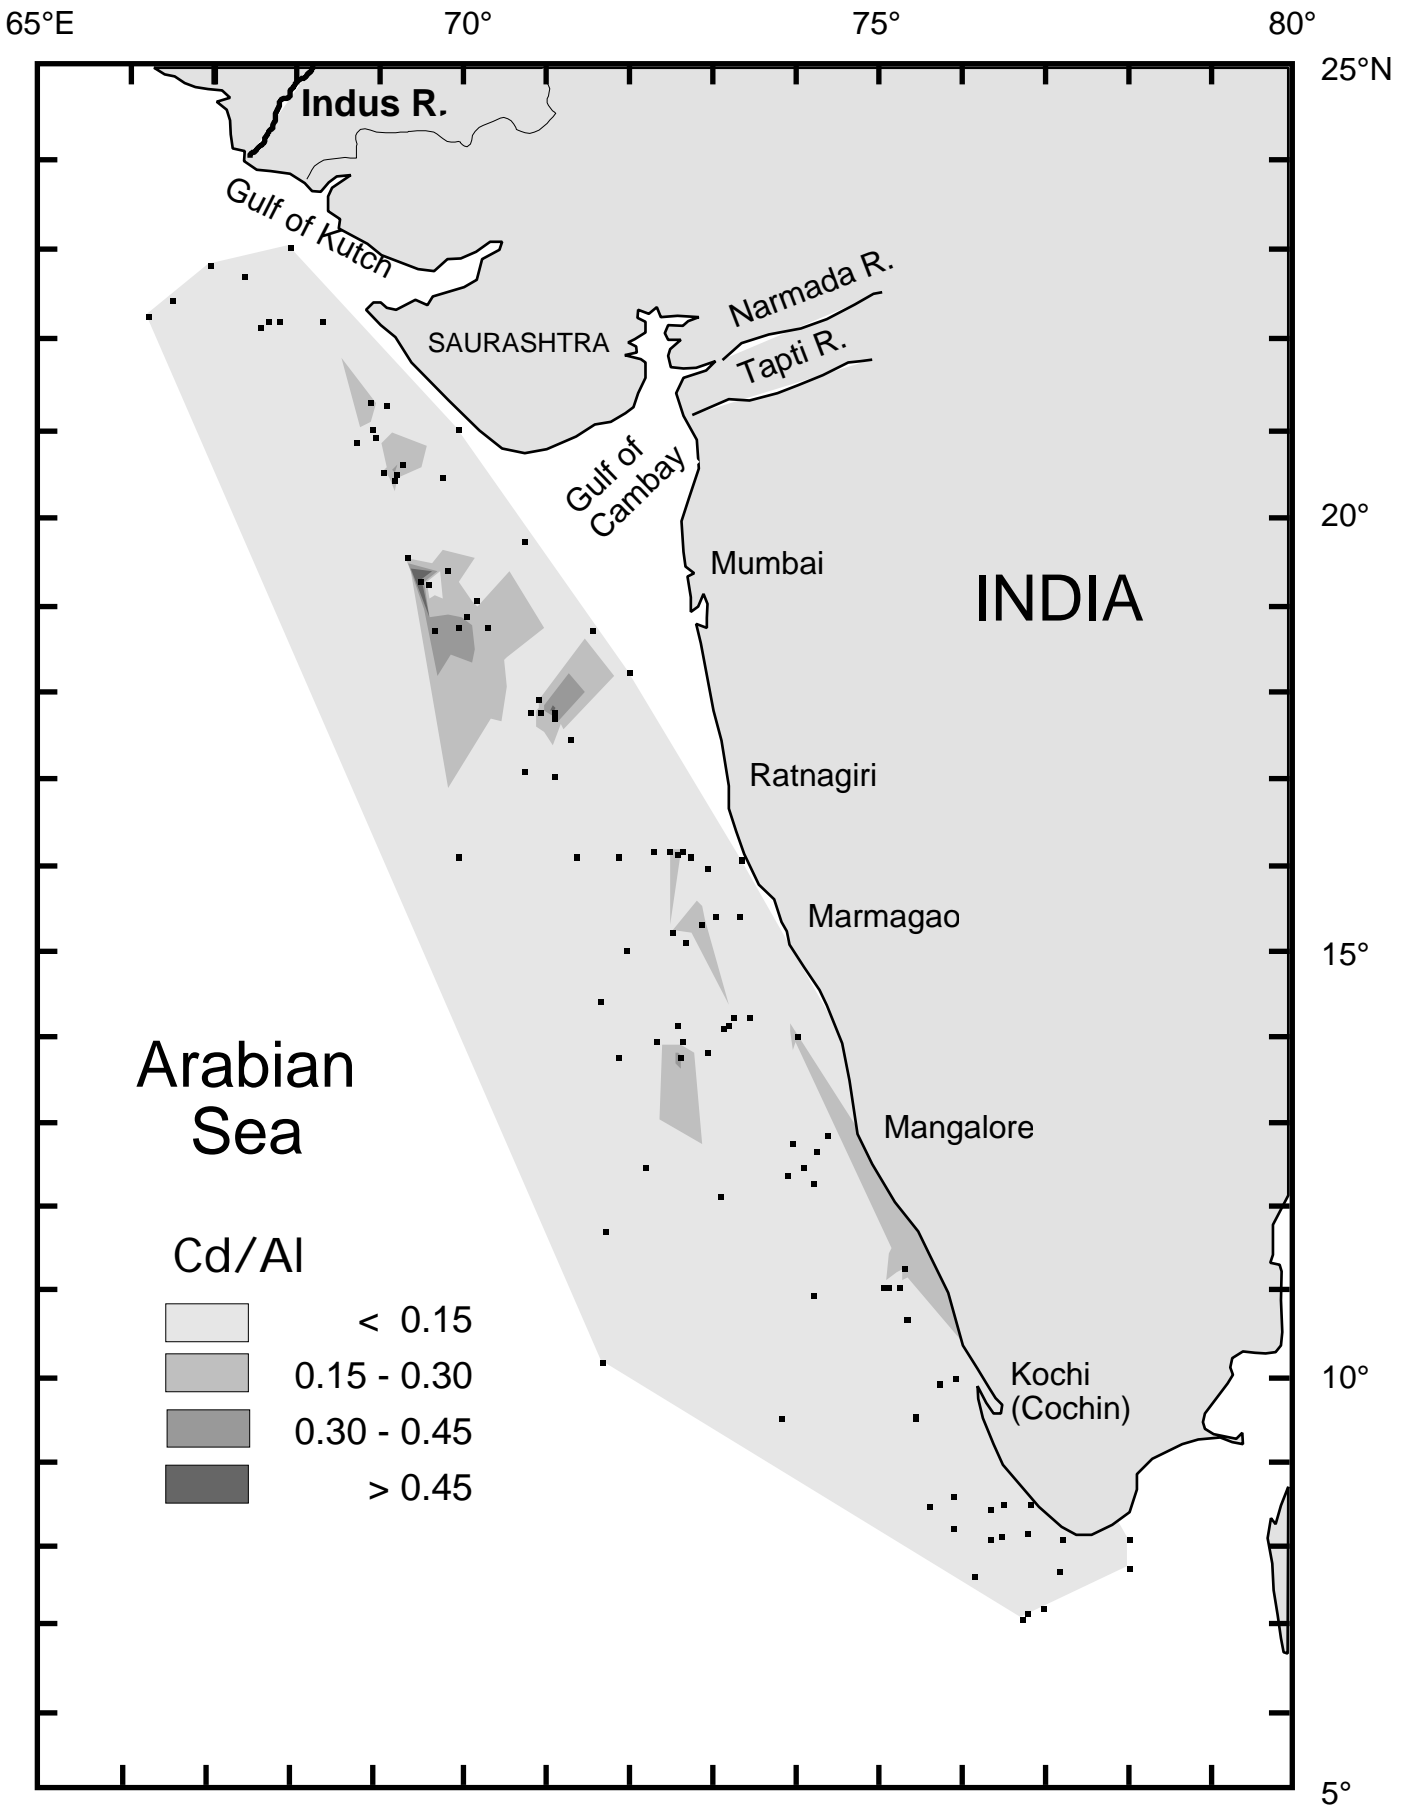 65°E 70° 75° 80°
25°N
Indus R.
Gulf of Kutch
Narmada R.
SAURASHTRA
Tapti R.
Gulf of
Cambay
20°
Mumbai
INDIA
Ratnagiri
Marmagao
15°
Arabian
Sea
Mangalore
Cd/Al
< 0.15
0.15 - 0.30
0.30 - 0.45
> 0.45
Kochi
(Cochin)
10°
5°